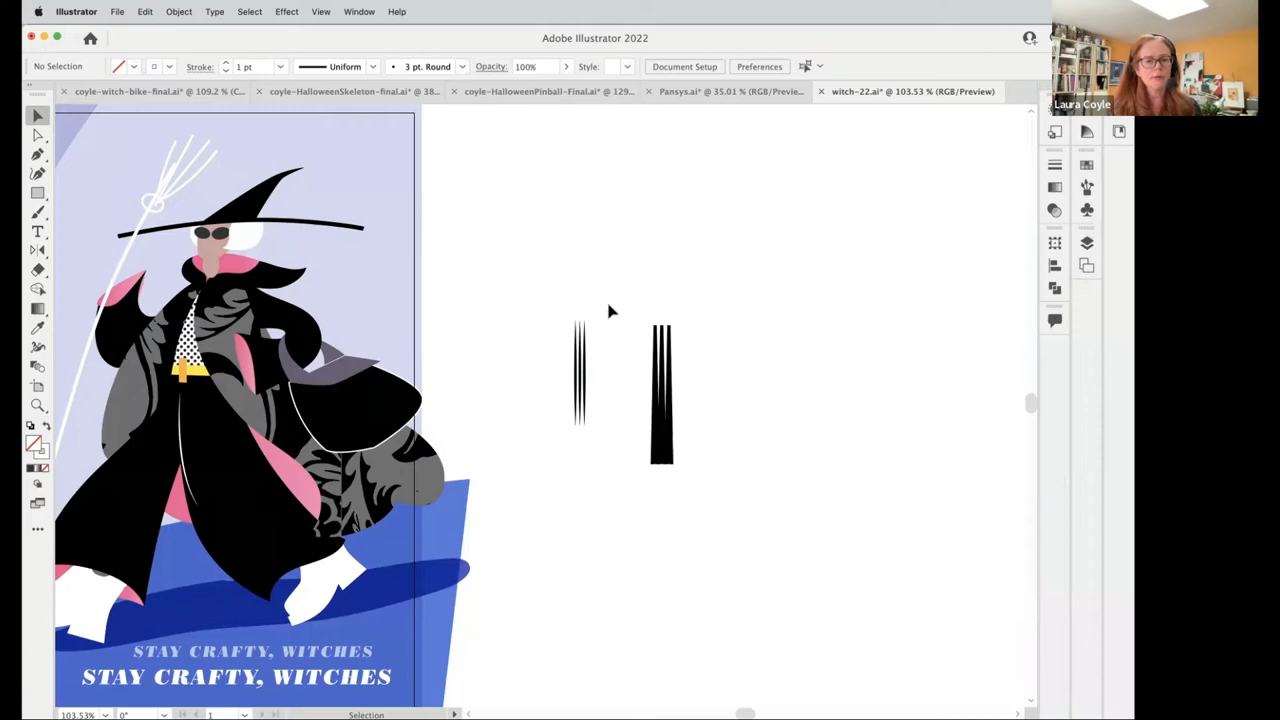 Illustrator File Edit Object Type Select Effect View Window Help
Adobe Illustrator 2022
No Selection Stroke: 1 pt Uniform 3 pt. Round Opacity: 100% Style: Document Setup Preferences
coyle-witch-bike-final.ai* @ 109.2 % (C... coyle-HalloweenSkeleton-final.ai* @ 38... coyle-HalloweenPinball-Final.ai* @ 129... Pansys.ai* @ 35.01 % (RGB/Previe... witch-22.ai* @ 103.53 % (RGB/Preview)
Laura Coyle
STAY CRAFTY, WITCHES
STAY CRAFTY, WITCHES
103.53% 0° 1 Selection